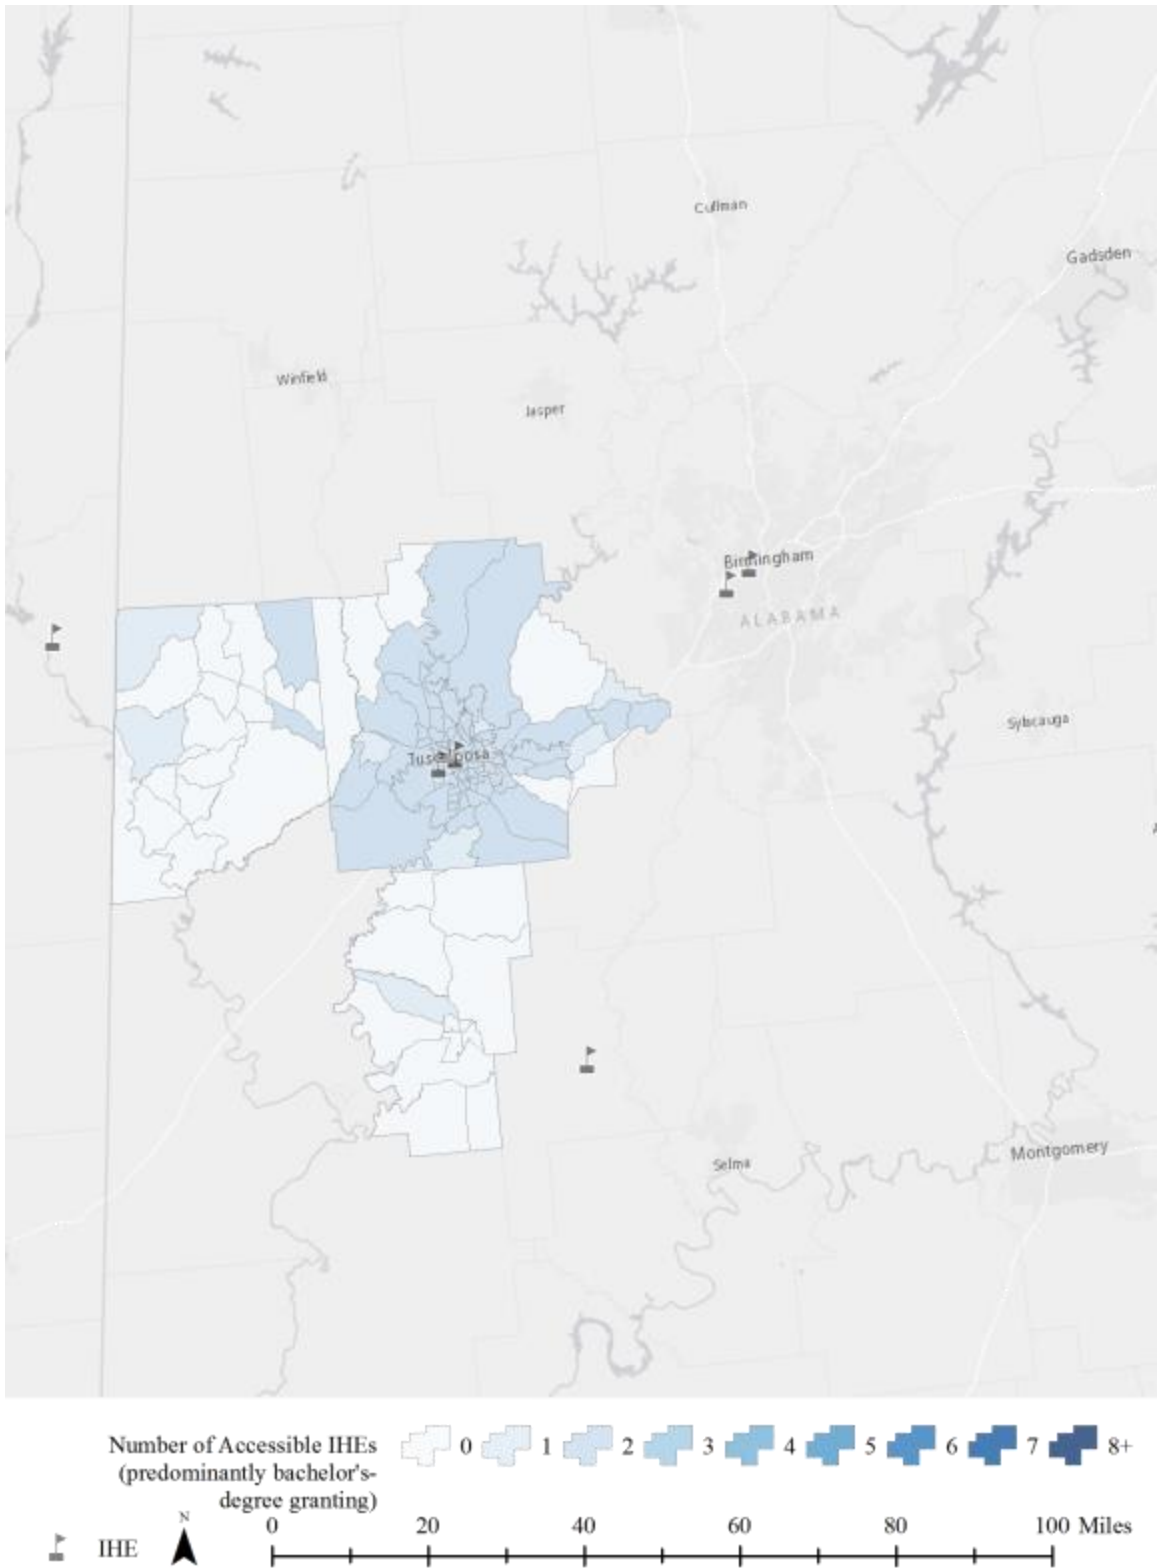 Cullman
Gadsden
Winfield
Jasper
Birmingham
ALABAMA
Sylacauga
Tuscaloosa
Selma
Montgomery
Number of Accessible IHEs
(predominantly bachelor's-
degree granting)
0 1 2 3 4 5 6 7 8+
IHE
N
0 20 40 60 80 100 Miles